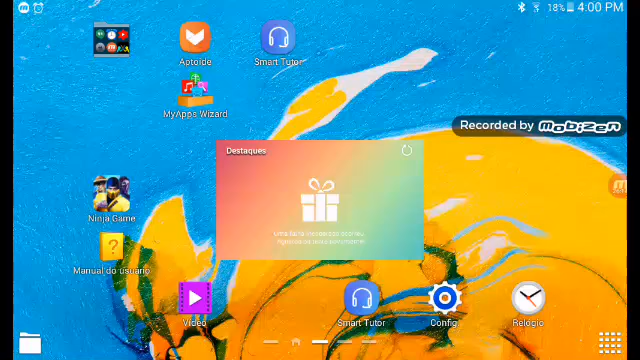 18% 4:00 PM
Aptoide
Smart Tutor
MyApps Wizard
Recorded by MOBIZEN
Destaques
Ninja Game
Manual do usuário
Vídeo
Smart Tutor
Config.
Relógio